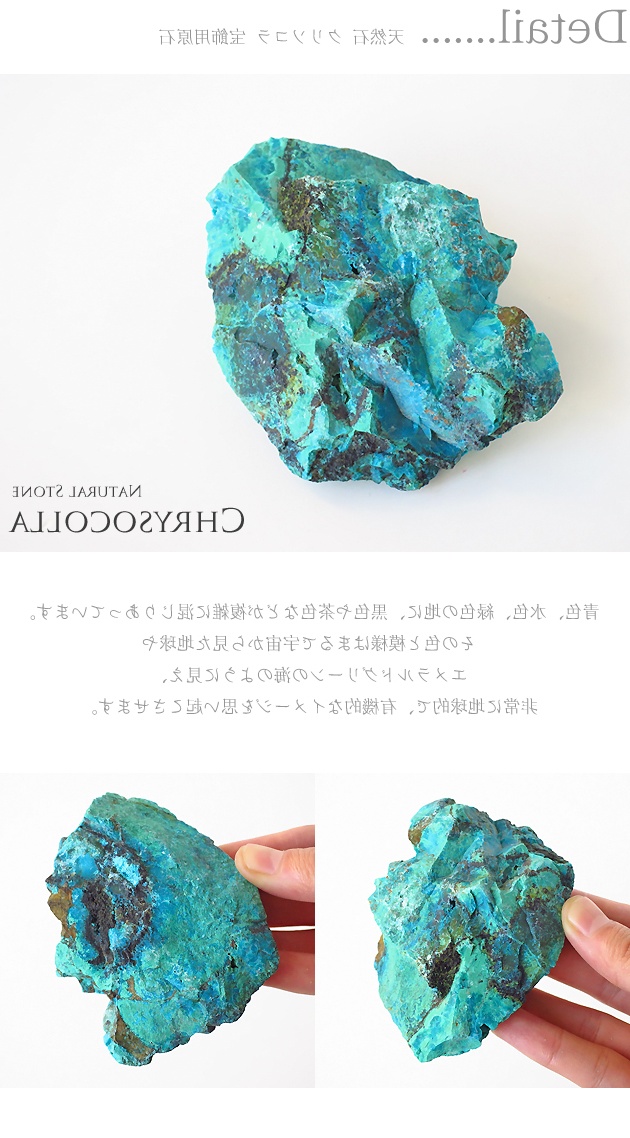 Detail....... 天然石 クリソコラ 宝飾用原石
NATURAL STONE
CHRYSOCOLLA
青色、水色、緑色の地に、黒色や茶色などが複雑に混じりあっています。
その色と模様はまるで宇宙から見た地球や
エメラルドグリーンの海のように見え、
非常に地球的で、有機的なイメージを思い起こさせます。